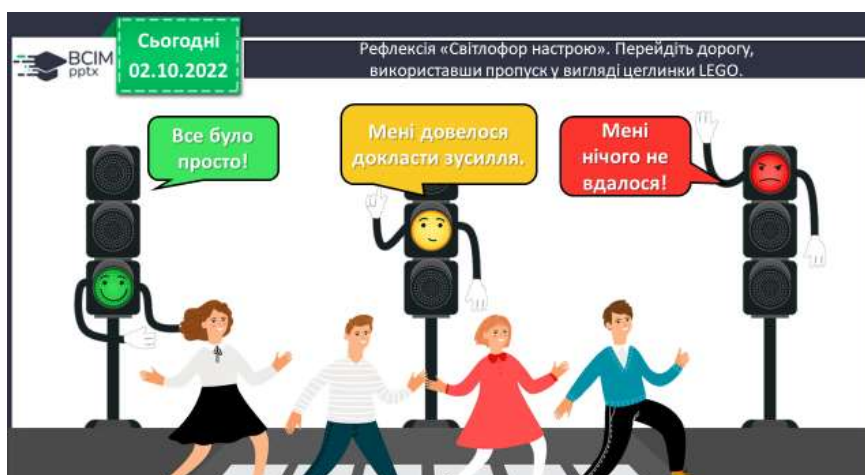 ВСІМ
pptx
Сьогодні
02.10.2022
Рефлексія «Світлофор настрою». Перейдіть дорогу,
використавши пропуск у вигляді цеглинки LEGO.
Все було
просто!
Мені довелося
докласти зусилля.
Мені
нічого не
вдалося!